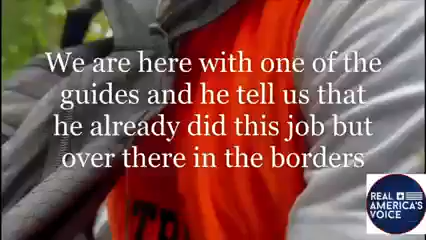 We are here with one of the
guides and he tell us that
he already did this job but
over there in the borders
REAL
AMERICA'S
VOICE